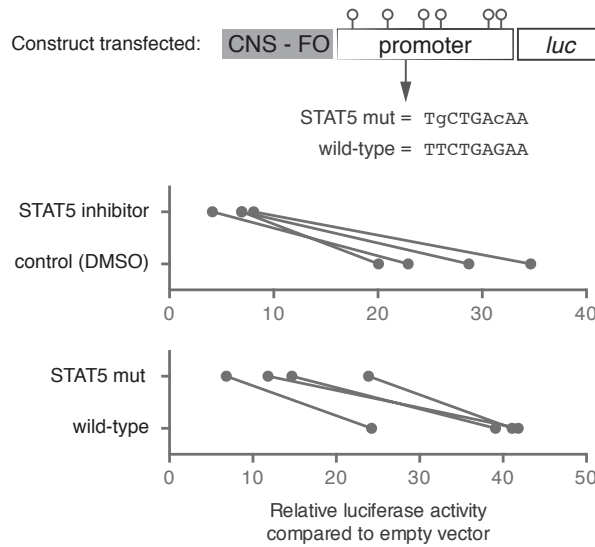 Construct transfected: CNS - FO promoter luc
STAT5 mut = TgCTGAcAA
wild-type = TTCTGAGAA
STAT5 inhibitor
control (DMSO)
0 10 20 30 40
STAT5 mut
wild-type
0 10 20 30 40 50
Relative luciferase activity
compared to empty vector